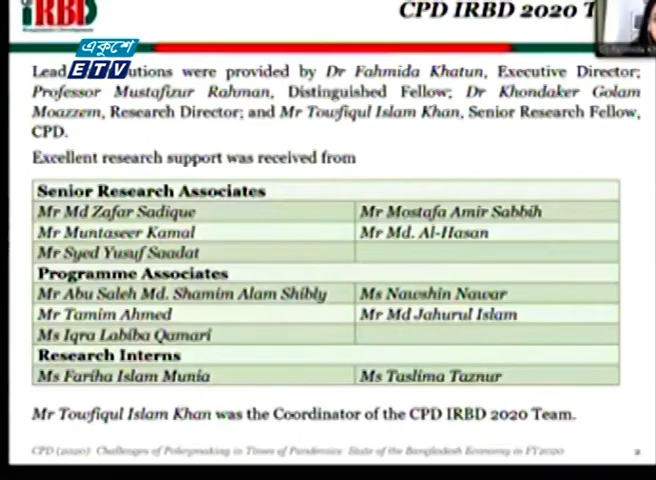 IRBD
CPD IRBD 2020 T
একুশে
ETV
Lead utions were provided by Dr Fahmida Khatun, Executive Director;
Professor Mustafizur Rahman, Distinguished Fellow; Dr Khondaker Golam
Moazzem, Research Director; and Mr Towfiqul Islam Khan, Senior Research Fellow,
CPD.
Excellent research support was received from
Senior Research Associates
Mr Md Zafar Sadique Mr Mostafa Amir Sabbih
Mr Muntaseer Kamal Mr Md. Al-Hasan
Mr Syed Yusuf Saadat
Programme Associates
Mr Abu Saleh Md. Shamim Alam Shibly Ms Nawshin Nawar
Mr Tamim Ahmed Mr Md Jahurul Islam
Ms Iqra Labiba Qamari
Research Interns
Ms Fariha Islam Munia Ms Taslima Taznur
Mr Towfiqul Islam Khan was the Coordinator of the CPD IRBD 2020 Team.
CPD (2020) Challenges of Policymaking in Times of Pandemics State of the Bangladesh Economy in FY2020 2